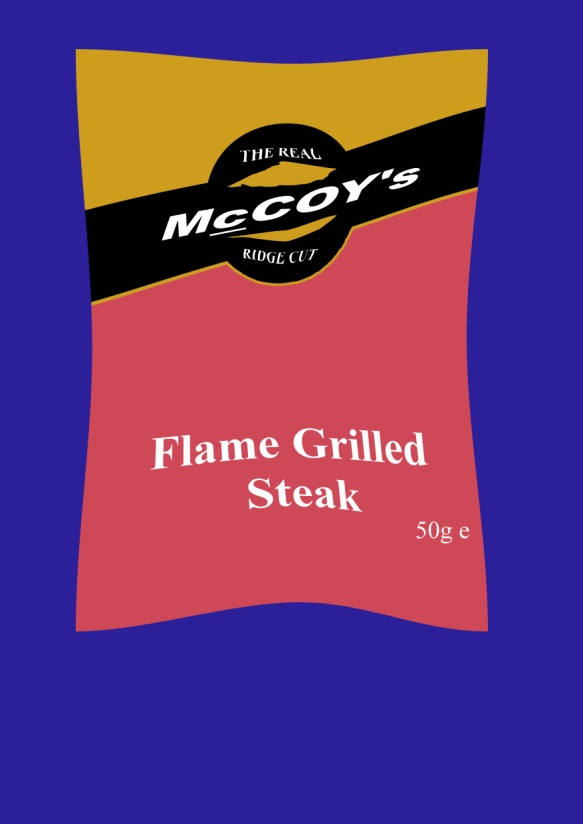 THE REAL
McCOY's
RIDGE CUT
Flame Grilled
Steak
50g e